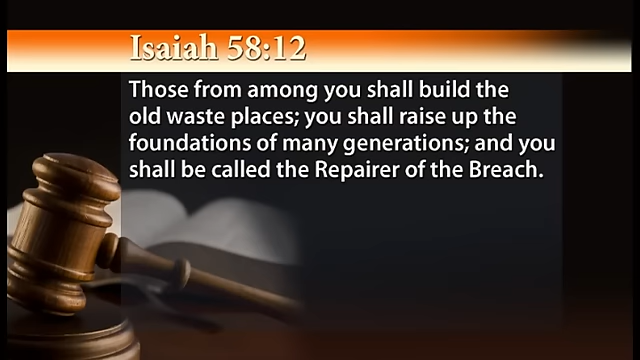 Isaiah 58:12
Those from among you shall build the
old waste places; you shall raise up the
foundations of many generations; and you
shall be called the Repairer of the Breach.